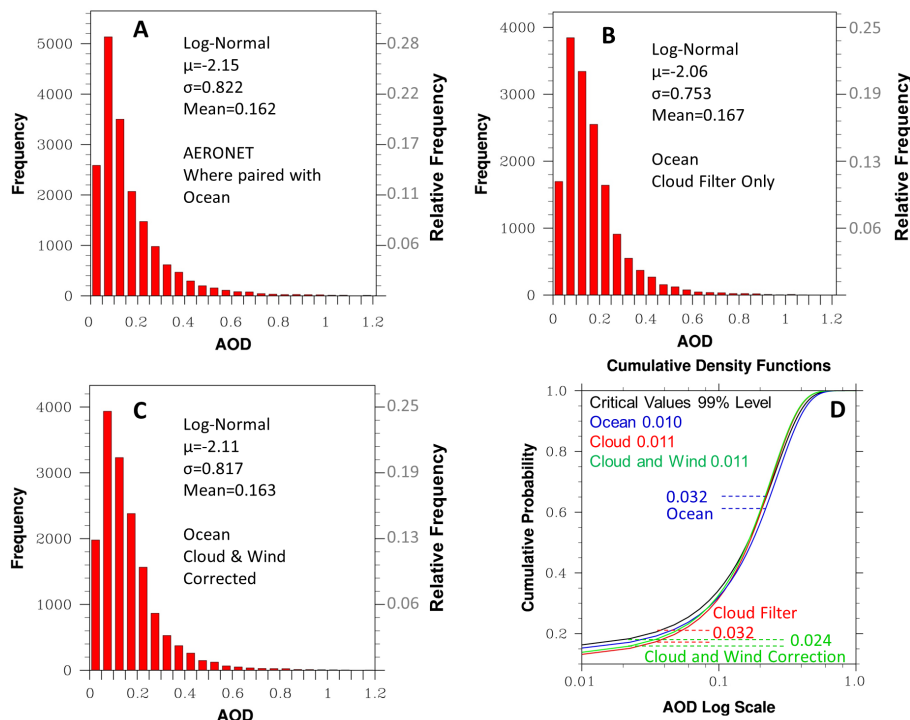 A
Log-Normal
μ=-2.15
σ=0.822
Mean=0.162
AERONET
Where paired with
Ocean
Frequency
5000
4000
3000
2000
1000
0
Relative Frequency
0.28
0.22
0.17
0.11
0.06
0 0.2 0.4 0.6 0.8 1 1.2
AOD
B
Log-Normal
μ=-2.06
σ=0.753
Mean=0.167
Ocean
Cloud Filter Only
Frequency
4000
3000
2000
1000
0
Relative Frequency
0.25
0.19
0.13
0.06
0 0.2 0.4 0.6 0.8 1 1.2
AOD
C
Log-Normal
μ=-2.11
σ=0.817
Mean=0.163
Ocean
Cloud & Wind
Corrected
Frequency
4000
3000
2000
1000
0
Relative Frequency
0.25
0.19
0.13
0.06
0 0.2 0.4 0.6 0.8 1 1.2
AOD
Cumulative Density Functions
D
Critical Values 99% Level
Ocean 0.010
Cloud 0.011
Cloud and Wind 0.011
0.032
Ocean
Cloud Filter
0.032
0.024
Cloud and Wind Correction
Cumulative Probability
1.0
0.8
0.6
0.4
0.2
0.01 0.1 1.0
AOD Log Scale